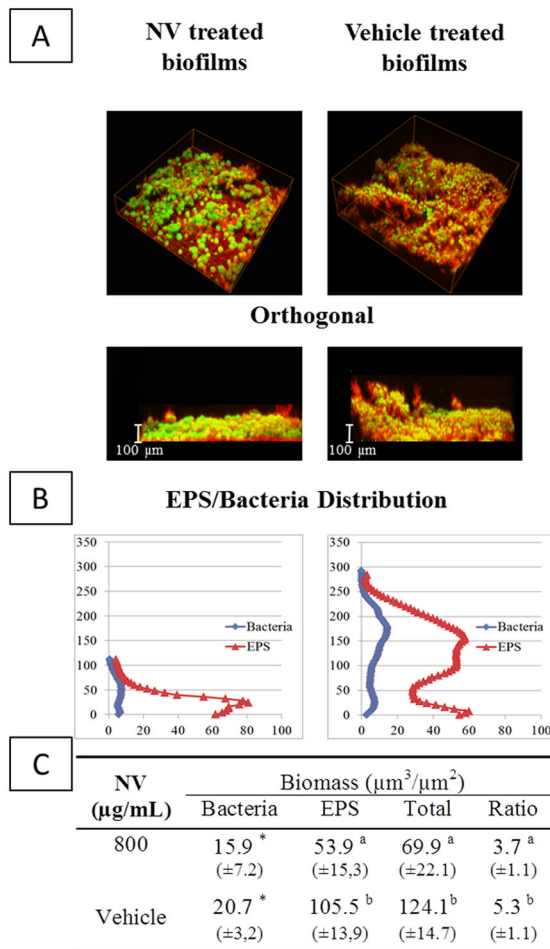 A
NV treated biofilms
Vehicle treated biofilms
Orthogonal
100 µm
100 µm
B
EPS/Bacteria Distribution
350
300
250
200
150
100
50
0
0 20 40 60 80 100
Bacteria
EPS
350
300
250
200
150
100
50
0
0 20 40 60 80 100
Bacteria
EPS
C
NV (µg/mL)
Biomass (µm³/µm²)
Bacteria EPS Total Ratio
800 15.9 * 53.9 ᵃ 69.9 ᵃ 3.7 ᵃ
(±7.2) (±15,3) (±22.1) (±1.1)
Vehicle 20.7 * 105.5 ᵇ 124.1 ᵇ 5.3 ᵇ
(±3,2) (±13,9) (±14.7) (±1.1)